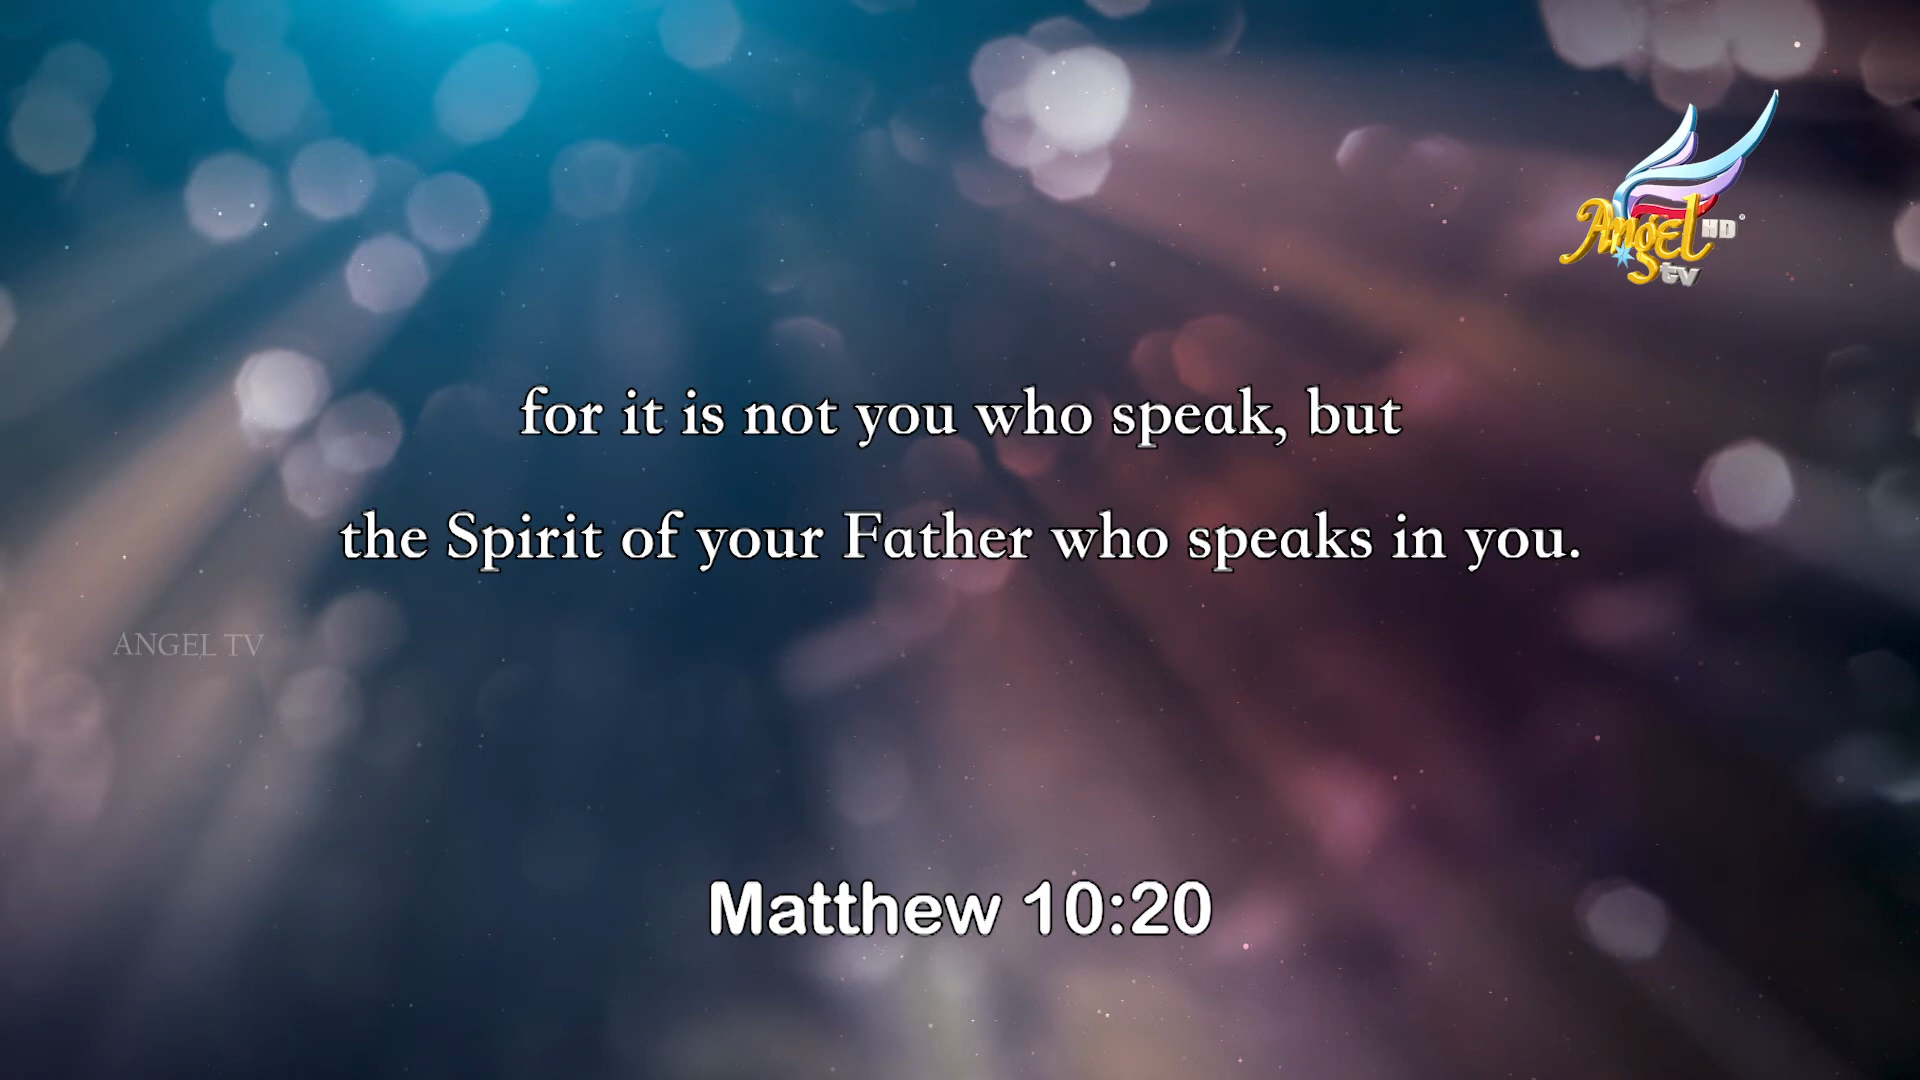 Angel HD
tv
for it is not you who speak, but
the Spirit of your Father who speaks in you.
ANGEL TV
Matthew 10:20